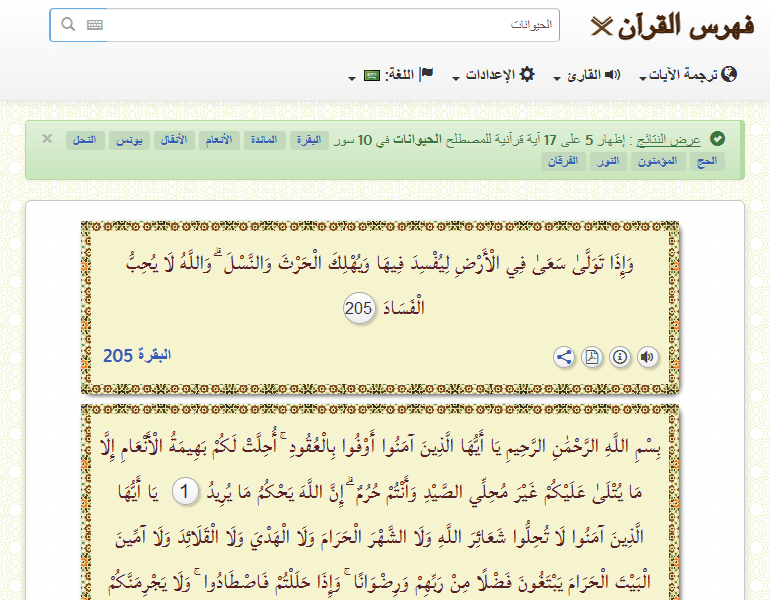 فهرس القرآن
الحيوانات
ترجمة الآيات القارئ الإعدادات اللغة:
عرض النتائج : إظهار 5 على 17 آية قرآنية للمصطلح الحيوانات في 10 سور البقرة المائدة الأنعام الأنفال يونس النحل ×
الحج المؤمنون النور الفرقان
وَإِذَا تَوَلَّىٰ سَعَىٰ فِي الْأَرْضِ لِيُفْسِدَ فِيهَا وَيُهْلِكَ الْحَرْثَ وَالنَّسْلَ ۗ وَاللَّهُ لَا يُحِبُّ
الْفَسَادَ 205
البقرة 205
بِسْمِ اللَّهِ الرَّحْمَٰنِ الرَّحِيمِ يَا أَيُّهَا الَّذِينَ آمَنُوا أَوْفُوا بِالْعُقُودِ ۚ أُحِلَّتْ لَكُمْ بَهِيمَةُ الْأَنْعَامِ إِلَّا
مَا يُتْلَىٰ عَلَيْكُمْ غَيْرَ مُحِلِّي الصَّيْدِ وَأَنْتُمْ حُرُمٌ ۗ إِنَّ اللَّهَ يَحْكُمُ مَا يُرِيدُ 1 يَا أَيُّهَا
الَّذِينَ آمَنُوا لَا تُحِلُّوا شَعَائِرَ اللَّهِ وَلَا الشَّهْرَ الْحَرَامَ وَلَا الْهَدْيَ وَلَا الْقَلَائِدَ وَلَا آمِّينَ
الْبَيْتَ الْحَرَامَ يَبْتَغُونَ فَضْلًا مِنْ رَبِّهِمْ وَرِضْوَانًا ۚ وَإِذَا حَلَلْتُمْ فَاصْطَادُوا ۚ وَلَا يَجْرِمَنَّكُمْ